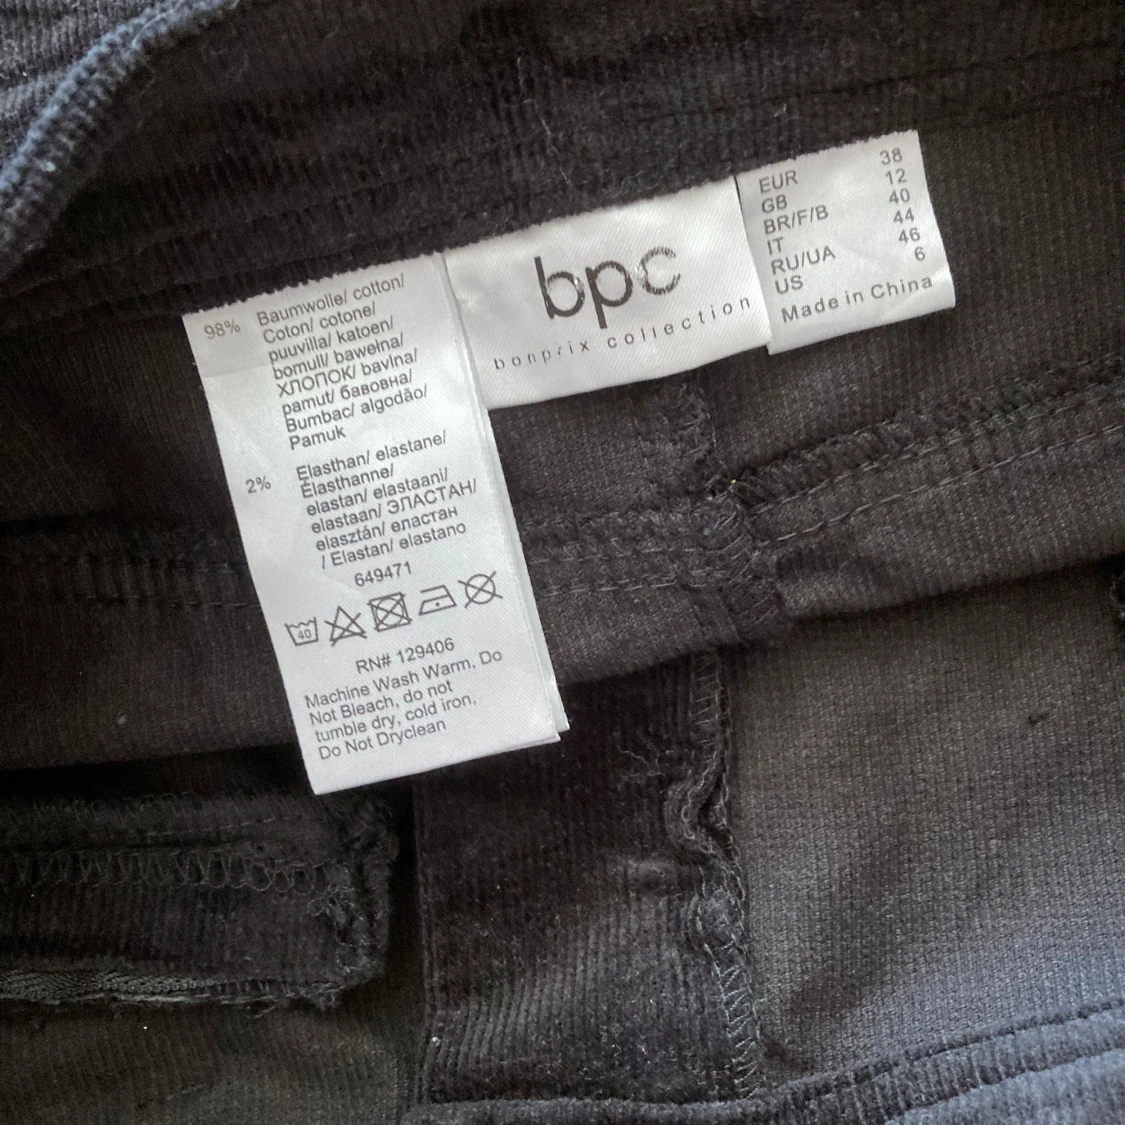 98% Baumwolle/ cotton/
Coton/ cotone/
puuvilla/ katoen/
bomull/ bawełna/
ХЛОПОК/ bavlna/
pamut/ бавовна/
Bumbac/ algodão/
Pamuk
2% Elasthan/ elastane/
Élasthanne/
elastan/ elastaani/
elastaan/ ЭЛАСТАН/
elasztán/ еластан
/ Elastan/ elastano
649471
40
RN# 129406
Machine Wash Warm, Do
Not Bleach, do not
tumble dry, cold iron,
Do Not Dryclean
bpc
bonprix collection
EUR 38
GB 12
BR/F/B 40
IT 44
RU/UA 46
US 6
Made in China